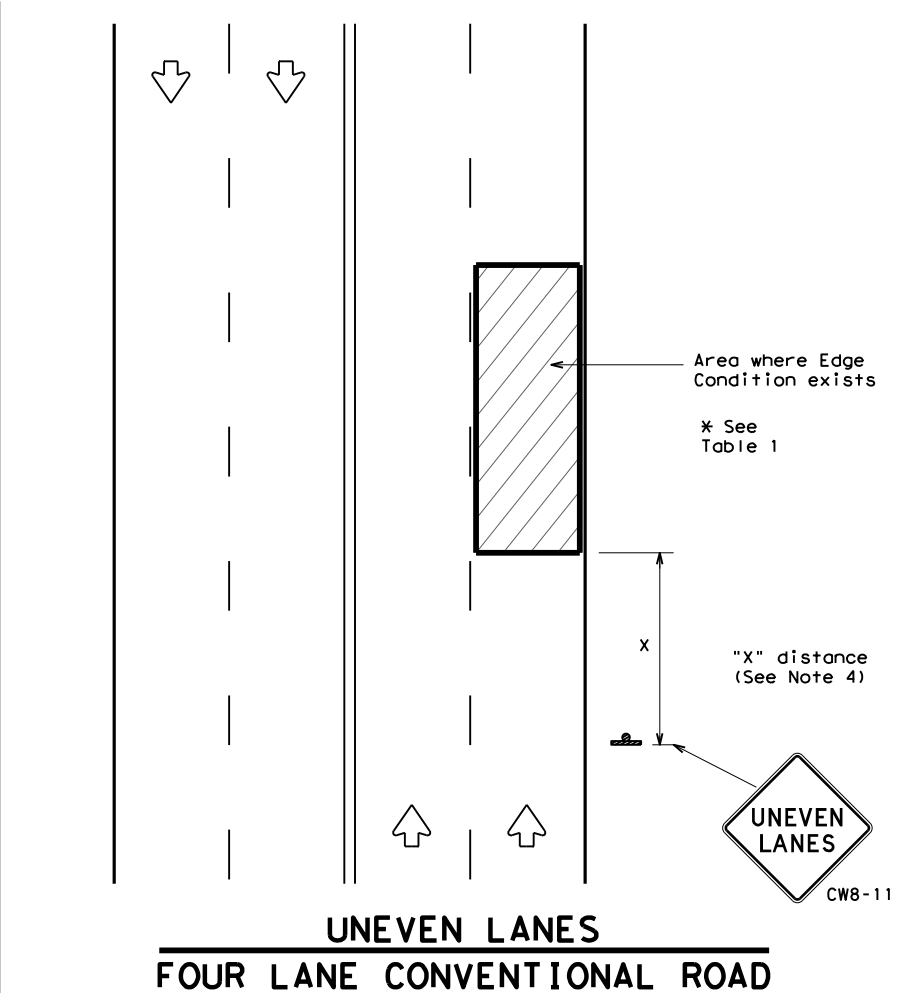 Area where Edge
Condition exists
* See
Table 1
X
"X" distance
(See Note 4)
UNEVEN
LANES
CW8-11
UNEVEN LANES
FOUR LANE CONVENTIONAL ROAD